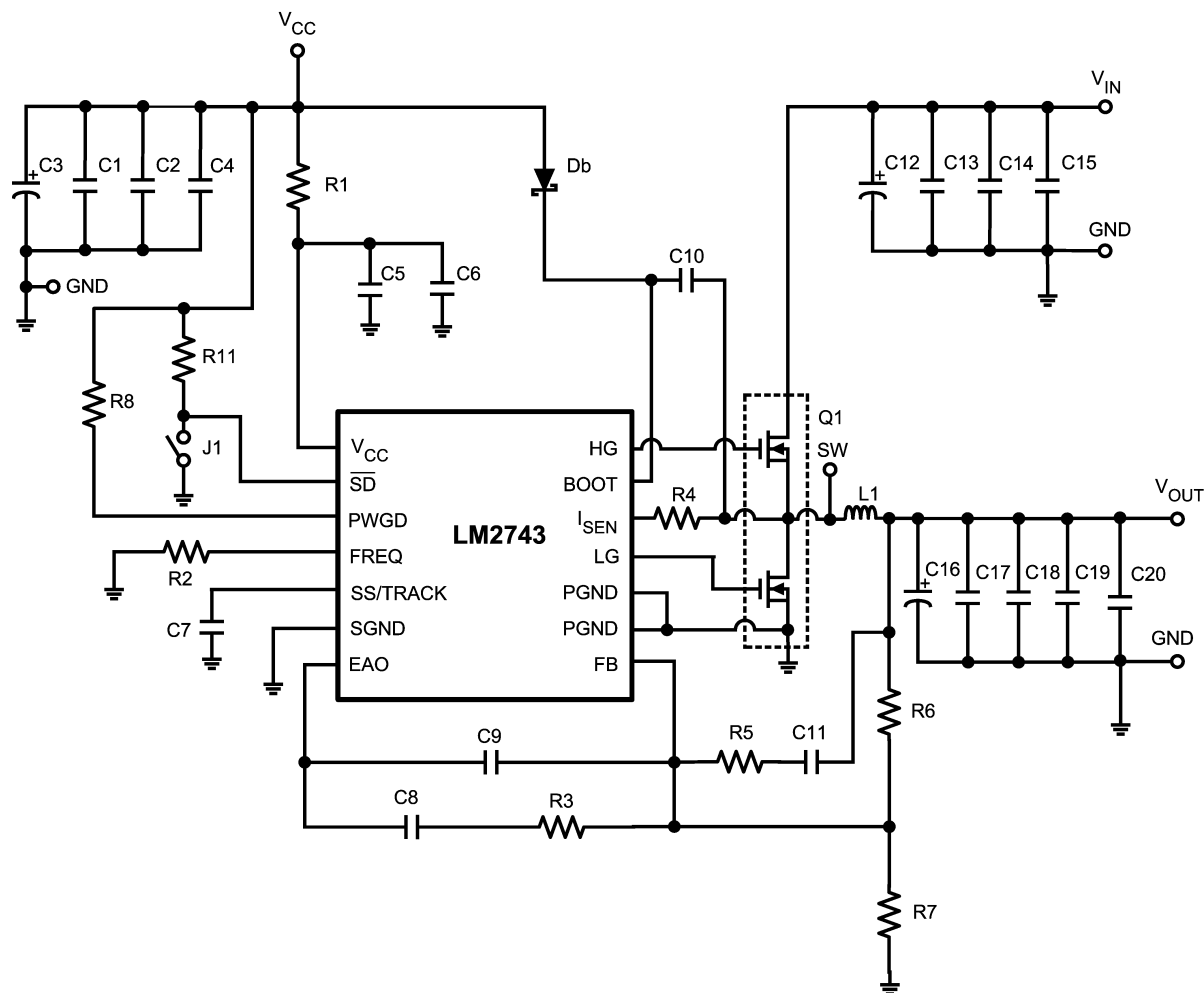 VCC
VIN
C3 + C1 C2 C4
R1
Db
C12 + C13 C14 C15
GND
C10
C5 C6
GND
R11
R8
J1
Q1
SW
VCC
SD
PWGD
FREQ
SS/TRACK
SGND
EAO
LM2743
HG
BOOT
ISEN
LG
PGND
PGND
FB
R4
L1
VOUT
R2
C7
C16 + C17 C18 C19 C20
GND
R6
C9
R5 C11
C8 R3
R7